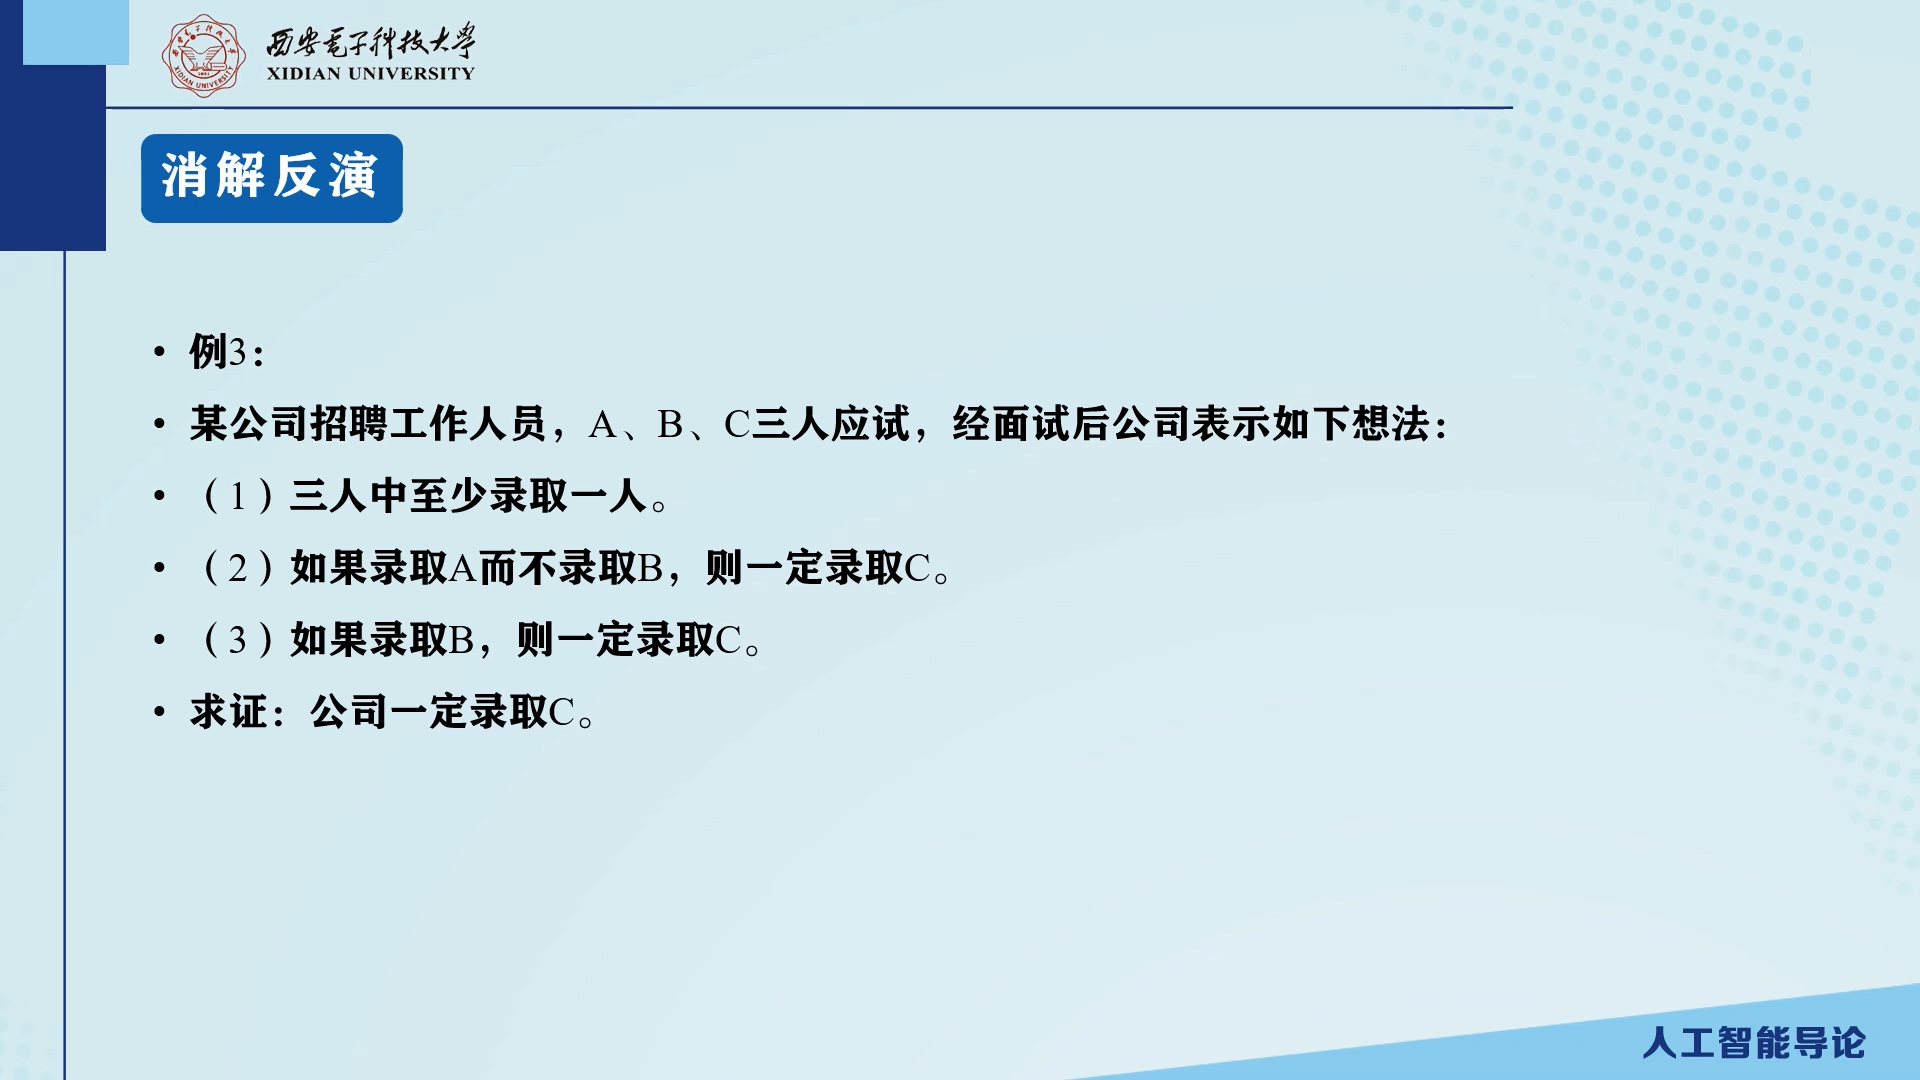 西安电子科技大学
XIDIAN UNIVERSITY
消解反演
• 例3：
• 某公司招聘工作人员，A、B、C三人应试，经面试后公司表示如下想法：
• （1）三人中至少录取一人。
• （2）如果录取A而不录取B，则一定录取C。
• （3）如果录取B，则一定录取C。
• 求证：公司一定录取C。
人工智能导论